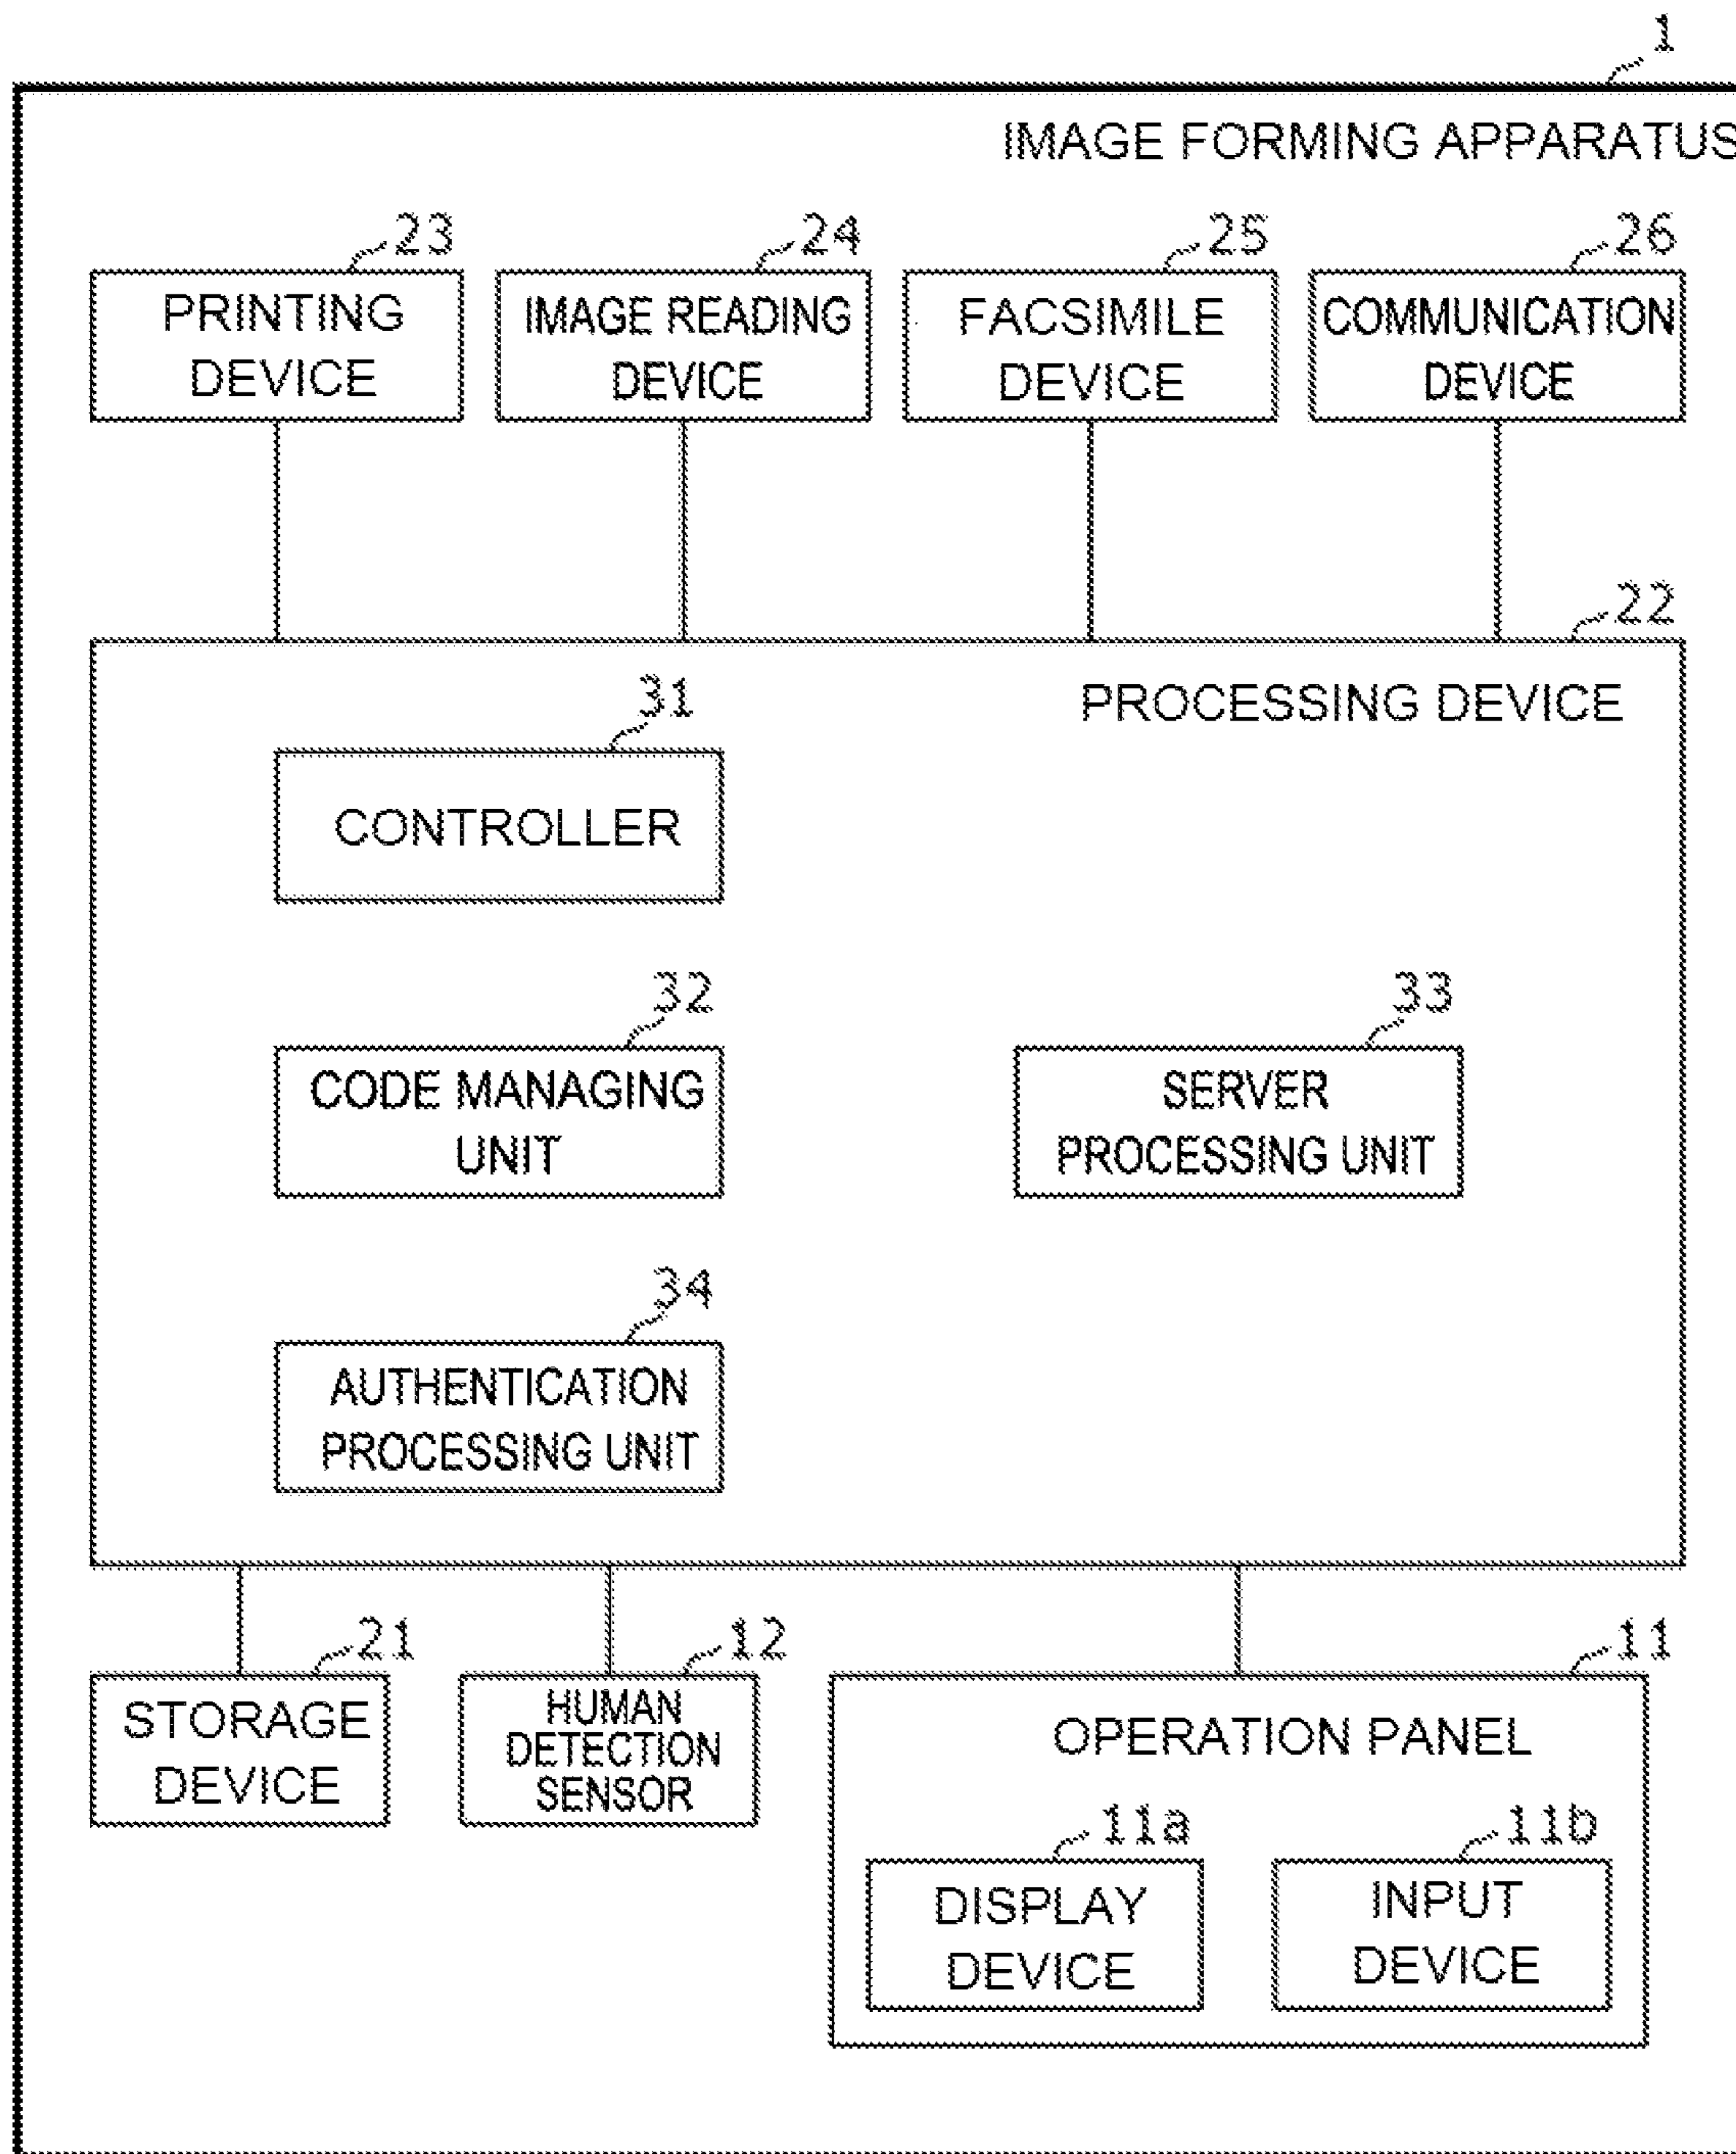 1
IMAGE FORMING APPARATUS
23
24
25
26
PRINTING
DEVICE
IMAGE READING
DEVICE
FACSIMILE
DEVICE
COMMUNICATION
DEVICE
22
PROCESSING DEVICE
31
CONTROLLER
32
33
CODE MANAGING
UNIT
SERVER
PROCESSING UNIT
34
AUTHENTICATION
PROCESSING UNIT
21
12
11
STORAGE
DEVICE
HUMAN
DETECTION
SENSOR
OPERATION PANEL
11a
11b
DISPLAY
DEVICE
INPUT
DEVICE